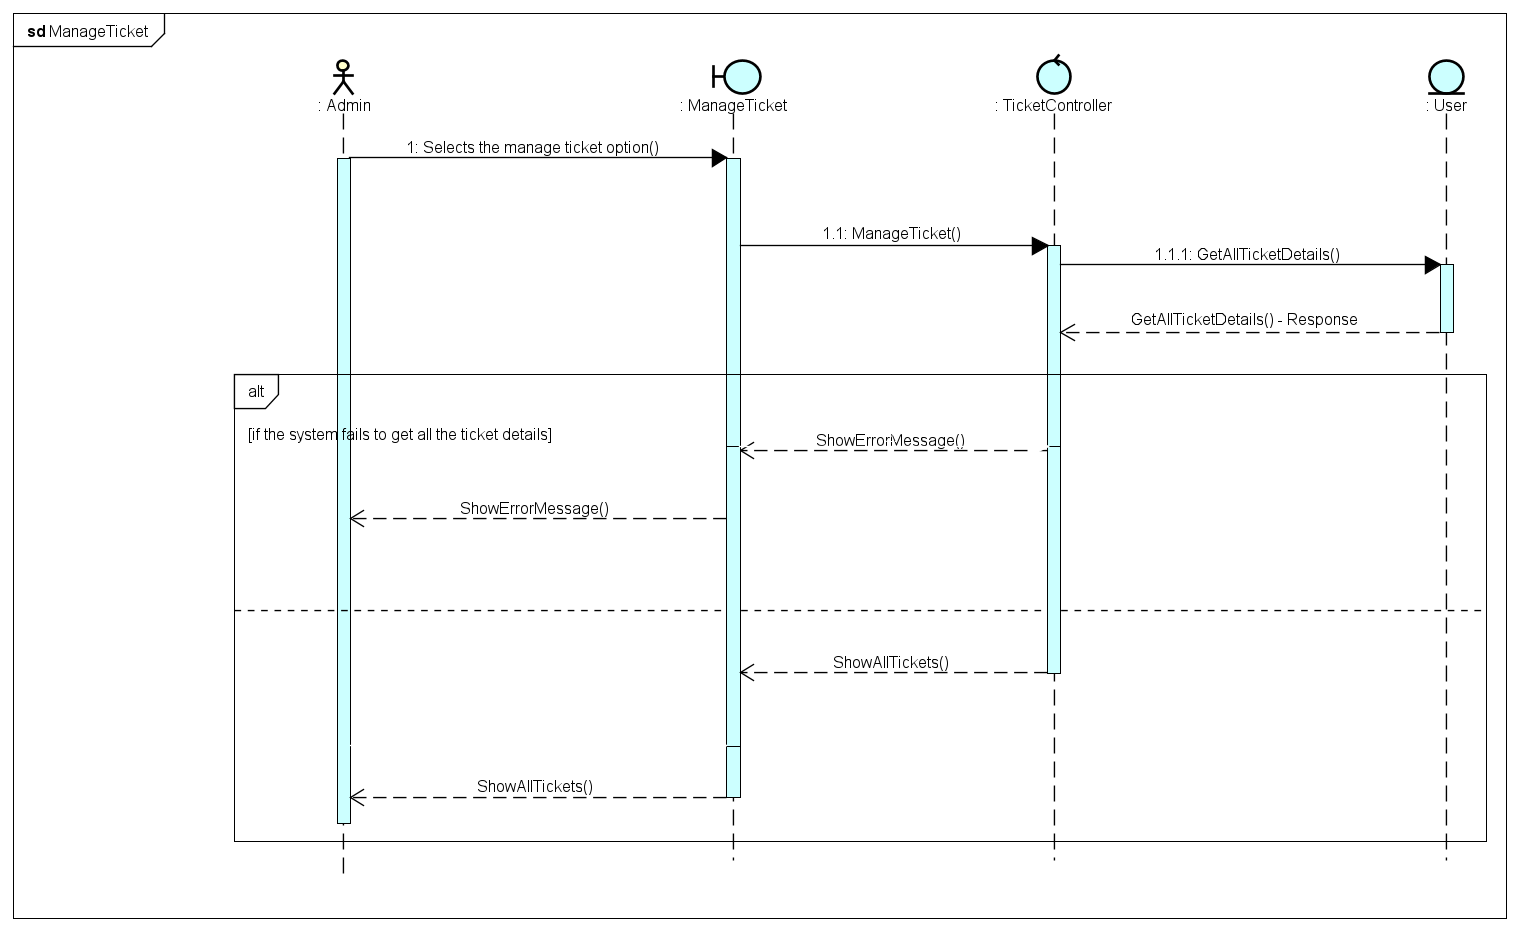 sd ManageTicket
: Admin
: ManageTicket
: TicketController
: User
1: Selects the manage ticket option()
1.1: ManageTicket()
1.1.1: GetAllTicketDetails()
GetAllTicketDetails() - Response
alt
[if the system fails to get all the ticket details]
ShowErrorMessage()
ShowErrorMessage()
ShowAllTickets()
ShowAllTickets()